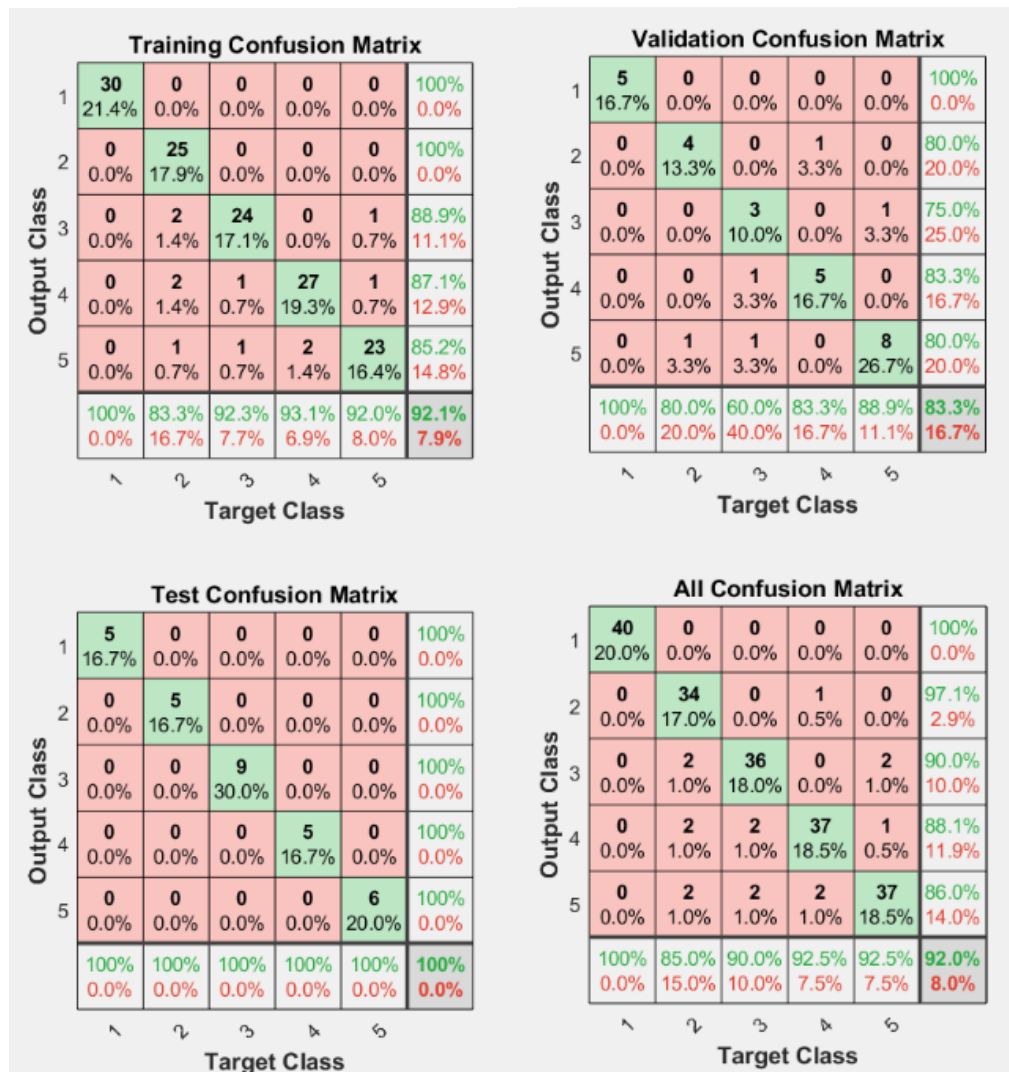 Training Confusion Matrix
Output Class
1
30 0 0 0 0 100%
21.4% 0.0% 0.0% 0.0% 0.0% 0.0%
2
0 25 0 0 0 100%
0.0% 17.9% 0.0% 0.0% 0.0% 0.0%
3
0 2 24 0 1 88.9%
0.0% 1.4% 17.1% 0.0% 0.7% 11.1%
4
0 2 1 27 1 87.1%
0.0% 1.4% 0.7% 19.3% 0.7% 12.9%
5
0 1 1 2 23 85.2%
0.0% 0.7% 0.7% 1.4% 16.4% 14.8%
100% 83.3% 92.3% 93.1% 92.0% 92.1%
0.0% 16.7% 7.7% 6.9% 8.0% 7.9%
1 2 3 4 5
Target Class
Validation Confusion Matrix
Output Class
1
5 0 0 0 0 100%
16.7% 0.0% 0.0% 0.0% 0.0% 0.0%
2
0 4 0 1 0 80.0%
0.0% 13.3% 0.0% 3.3% 0.0% 20.0%
3
0 0 3 0 1 75.0%
0.0% 0.0% 10.0% 0.0% 3.3% 25.0%
4
0 0 1 5 0 83.3%
0.0% 0.0% 3.3% 16.7% 0.0% 16.7%
5
0 1 1 0 8 80.0%
0.0% 3.3% 3.3% 0.0% 26.7% 20.0%
100% 80.0% 60.0% 83.3% 88.9% 83.3%
0.0% 20.0% 40.0% 16.7% 11.1% 16.7%
1 2 3 4 5
Target Class
Test Confusion Matrix
Output Class
1
5 0 0 0 0 100%
16.7% 0.0% 0.0% 0.0% 0.0% 0.0%
2
0 5 0 0 0 100%
0.0% 16.7% 0.0% 0.0% 0.0% 0.0%
3
0 0 9 0 0 100%
0.0% 0.0% 30.0% 0.0% 0.0% 0.0%
4
0 0 0 5 0 100%
0.0% 0.0% 0.0% 16.7% 0.0% 0.0%
5
0 0 0 0 6 100%
0.0% 0.0% 0.0% 0.0% 20.0% 0.0%
100% 100% 100% 100% 100% 100%
0.0% 0.0% 0.0% 0.0% 0.0% 0.0%
1 2 3 4 5
Target Class
All Confusion Matrix
Output Class
1
40 0 0 0 0 100%
20.0% 0.0% 0.0% 0.0% 0.0% 0.0%
2
0 34 0 1 0 97.1%
0.0% 17.0% 0.0% 0.5% 0.0% 2.9%
3
0 2 36 0 2 90.0%
0.0% 1.0% 18.0% 0.0% 1.0% 10.0%
4
0 2 2 37 1 88.1%
0.0% 1.0% 1.0% 18.5% 0.5% 11.9%
5
0 2 2 2 37 86.0%
0.0% 1.0% 1.0% 1.0% 18.5% 14.0%
100% 85.0% 90.0% 92.5% 92.5% 92.0%
0.0% 15.0% 10.0% 7.5% 7.5% 8.0%
1 2 3 4 5
Target Class